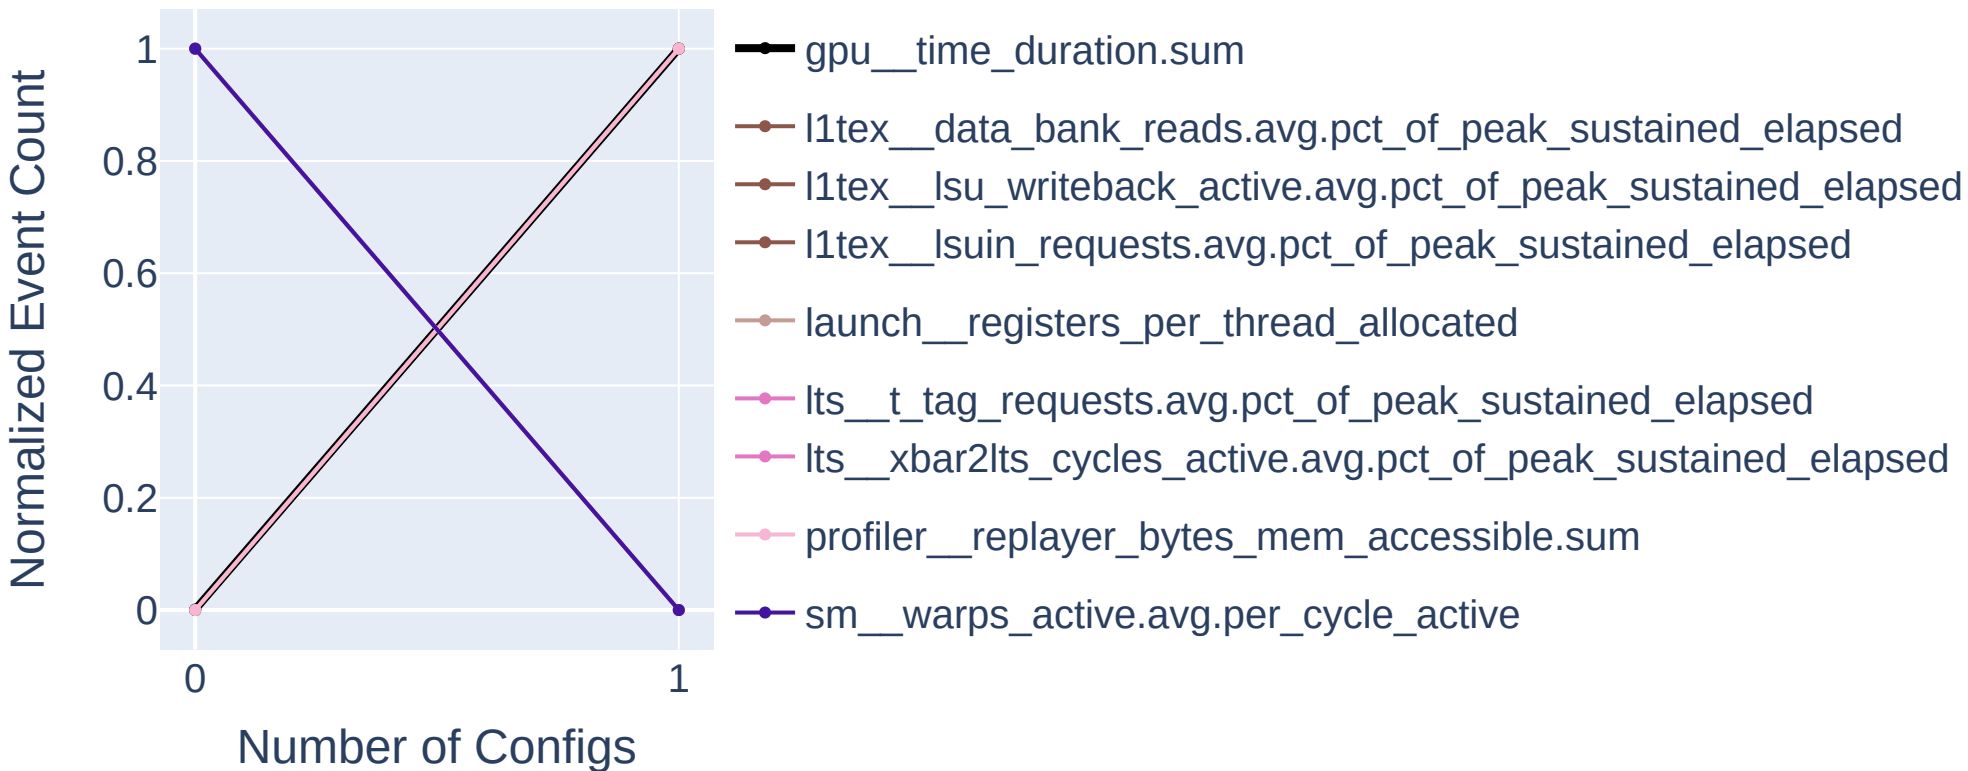 Normalized Event Count
1
0.8
0.6
0.4
0.2
0
0
1
Number of Configs
gpu__time_duration.sum
l1tex__data_bank_reads.avg.pct_of_peak_sustained_elapsed
l1tex__lsu_writeback_active.avg.pct_of_peak_sustained_elapsed
l1tex__lsuin_requests.avg.pct_of_peak_sustained_elapsed
launch__registers_per_thread_allocated
lts__t_tag_requests.avg.pct_of_peak_sustained_elapsed
lts__xbar2lts_cycles_active.avg.pct_of_peak_sustained_elapsed
profiler__replayer_bytes_mem_accessible.sum
sm__warps_active.avg.per_cycle_active